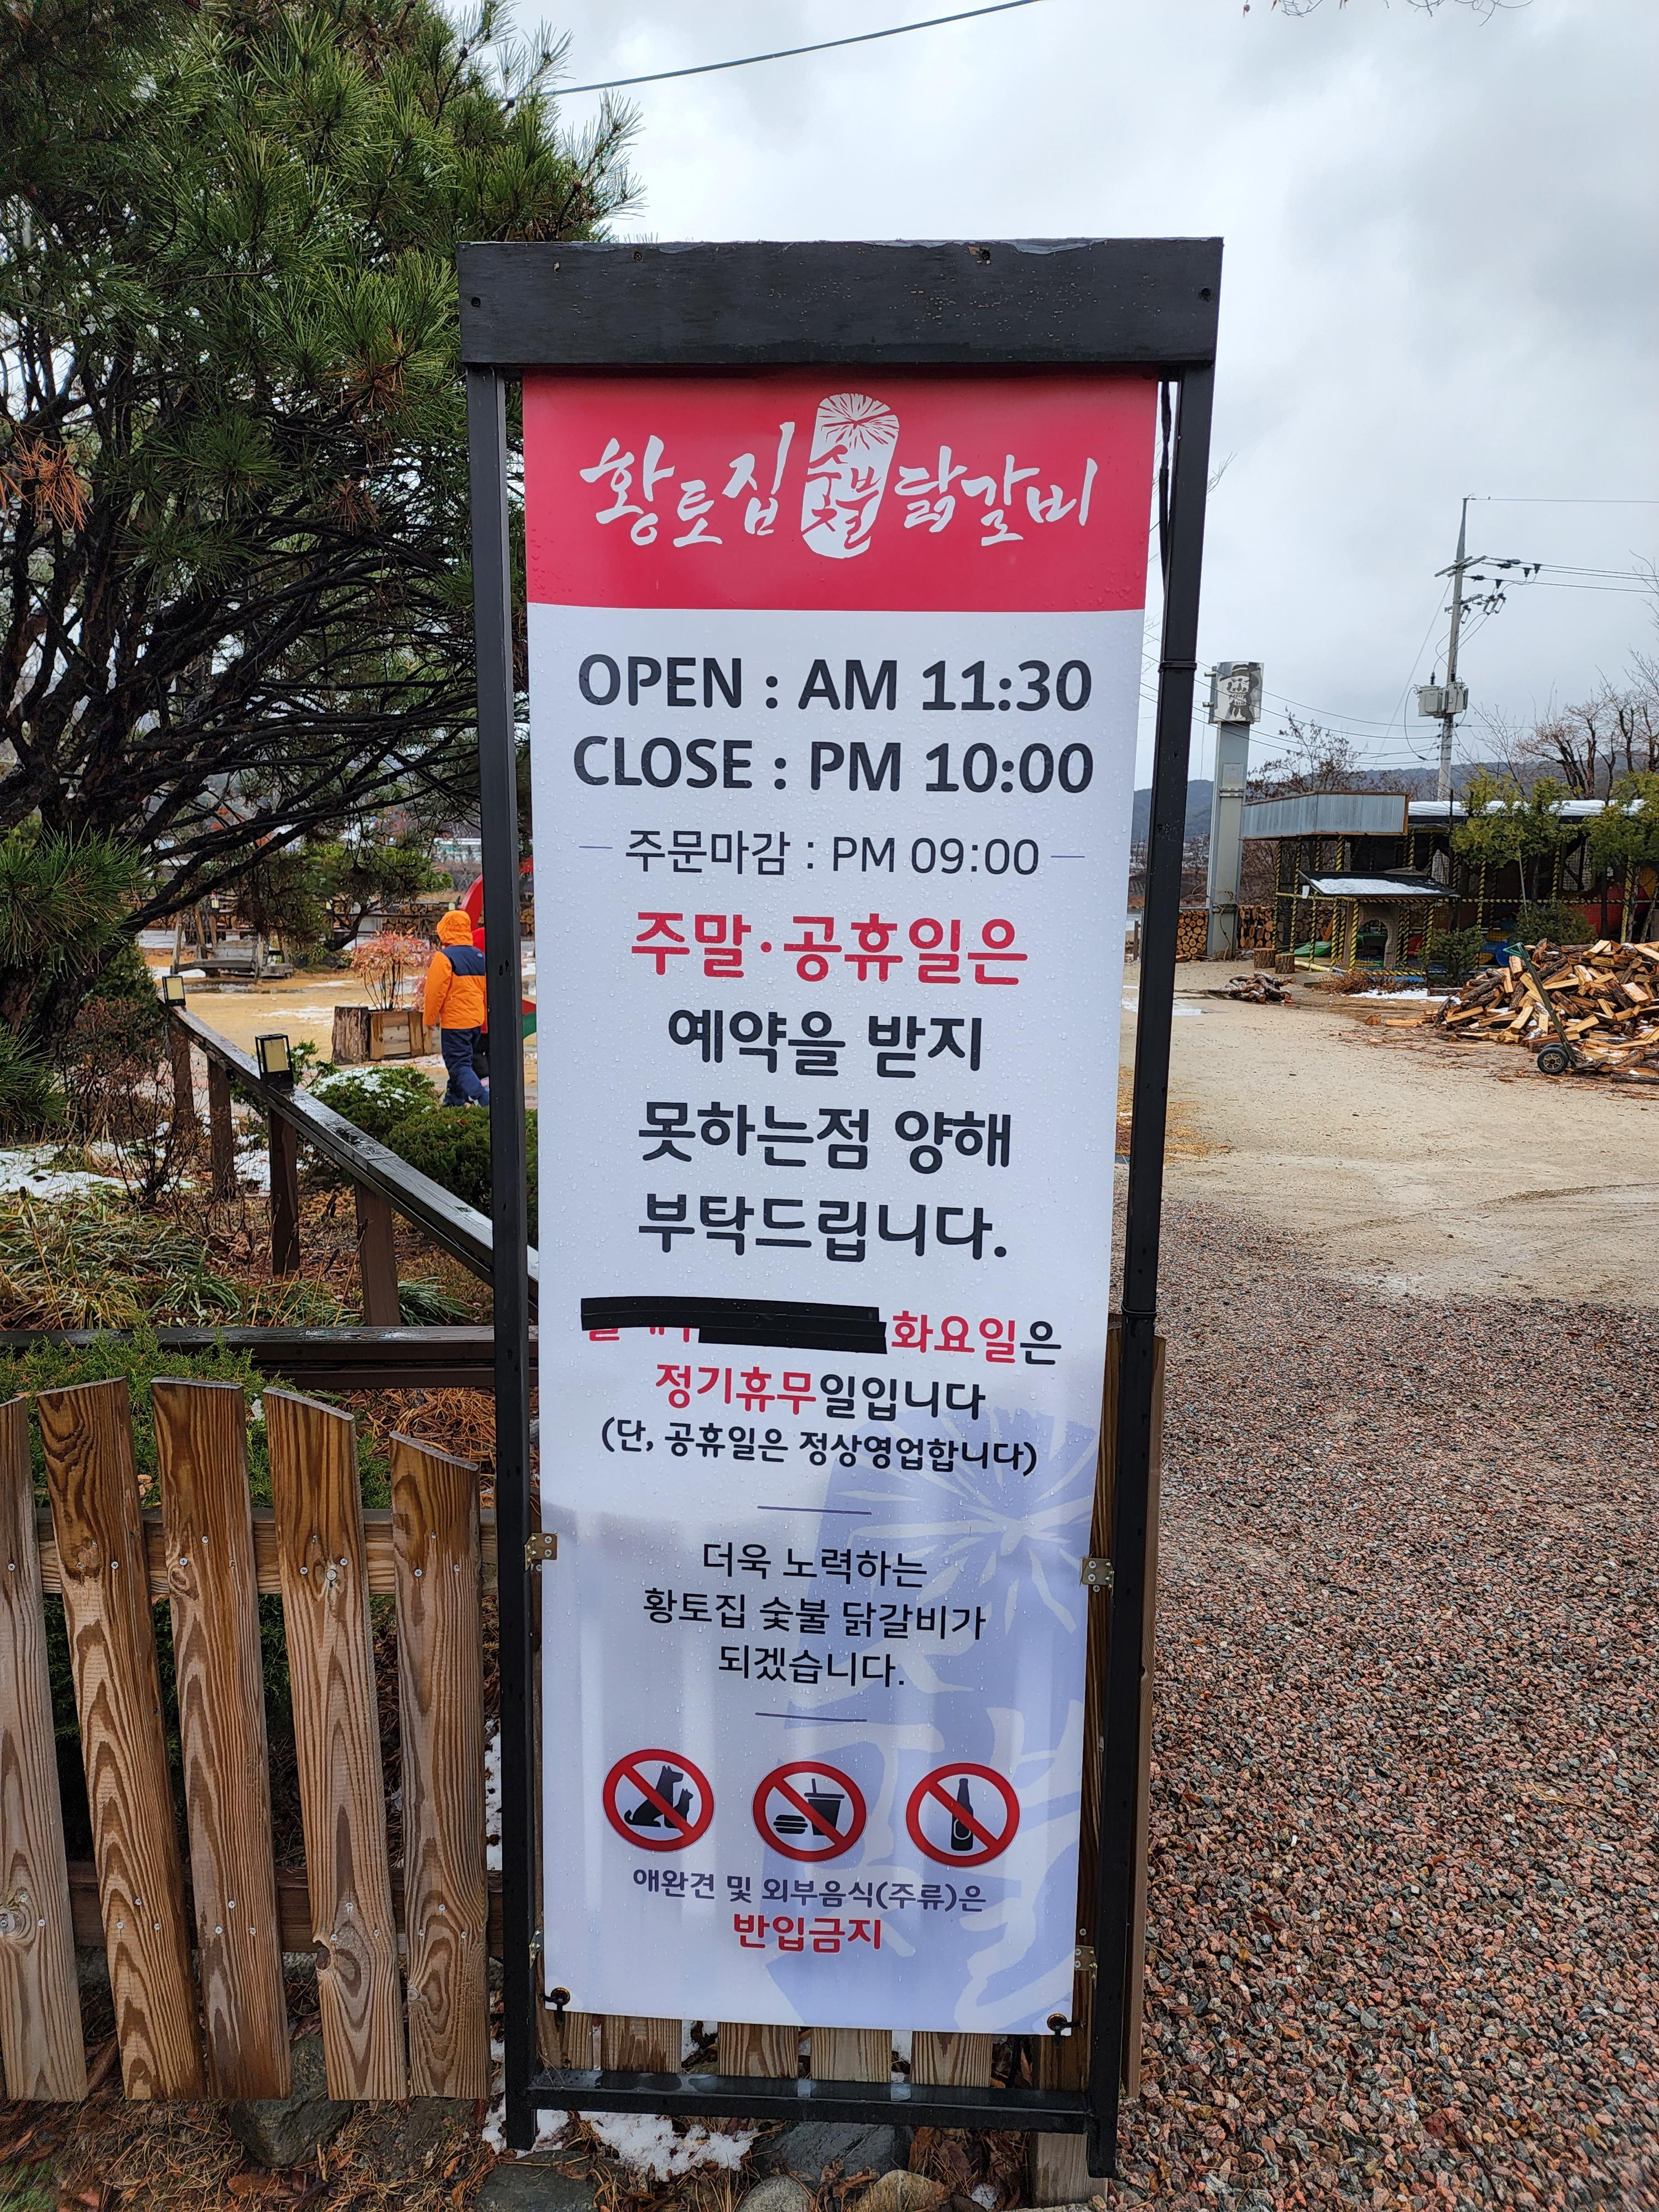 황토집 숯불 닭갈비
OPEN : AM 11:30
CLOSE : PM 10:00
주문마감 : PM 09:00
주말·공휴일은
예약을 받지
못하는점 양해
부탁드립니다.
화요일은
정기휴무일입니다
(단, 공휴일은 정상영업합니다)
더욱 노력하는
황토집 숯불 닭갈비가
되겠습니다.
애완견 및 외부음식(주류)은
반입금지